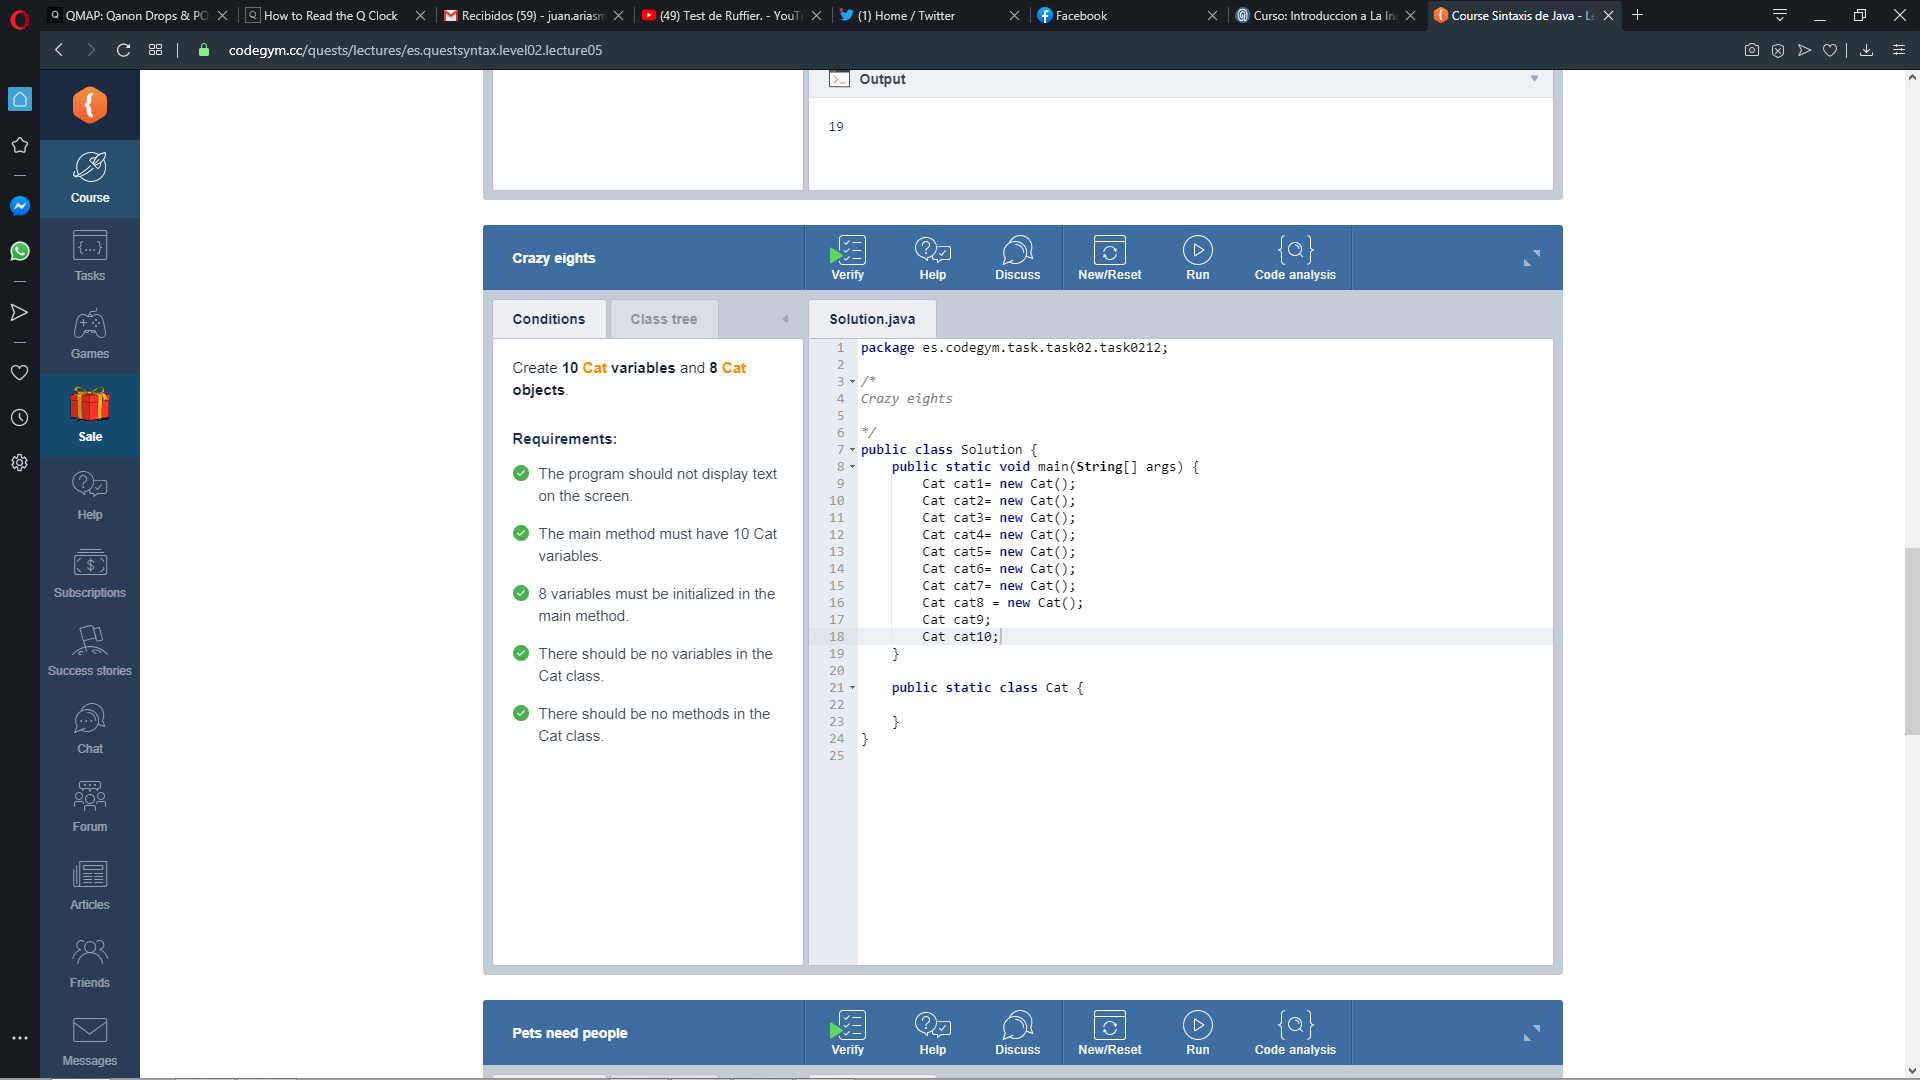 QMAP: Qanon Drops & PO
How to Read the Q Clock
Recibidos (59) - juan.ariasm
(49) Test de Ruffier. - YouT
(1) Home / Twitter
Facebook
Curso: Introduccion a La In
Course Sintaxis de Java - Le
codegym.cc/quests/lectures/es.questsyntax.level02.lecture05
Course
Tasks
Games
Sale
Help
Subscriptions
Success stories
Chat
Forum
Articles
Friends
Messages
Output
19
Crazy eights
Verify
Help
Discuss
New/Reset
Run
Code analysis
Conditions
Class tree
Create 10 Cat variables and 8 Cat
objects.
Requirements:
The program should not display text
on the screen.
The main method must have 10 Cat
variables.
8 variables must be initialized in the
main method.
There should be no variables in the
Cat class.
There should be no methods in the
Cat class.
Solution.java
1 package es.codegym.task.task02.task0212;
2
3 /*
4 Crazy eights
5
6 */
7 public class Solution {
8 public static void main(String[] args) {
9 Cat cat1= new Cat();
10 Cat cat2= new Cat();
11 Cat cat3= new Cat();
12 Cat cat4= new Cat();
13 Cat cat5= new Cat();
14 Cat cat6= new Cat();
15 Cat cat7= new Cat();
16 Cat cat8 = new Cat();
17 Cat cat9;
18 Cat cat10;
19 }
20
21 public static class Cat {
22
23 }
24 }
25
Pets need people
Verify
Help
Discuss
New/Reset
Run
Code analysis